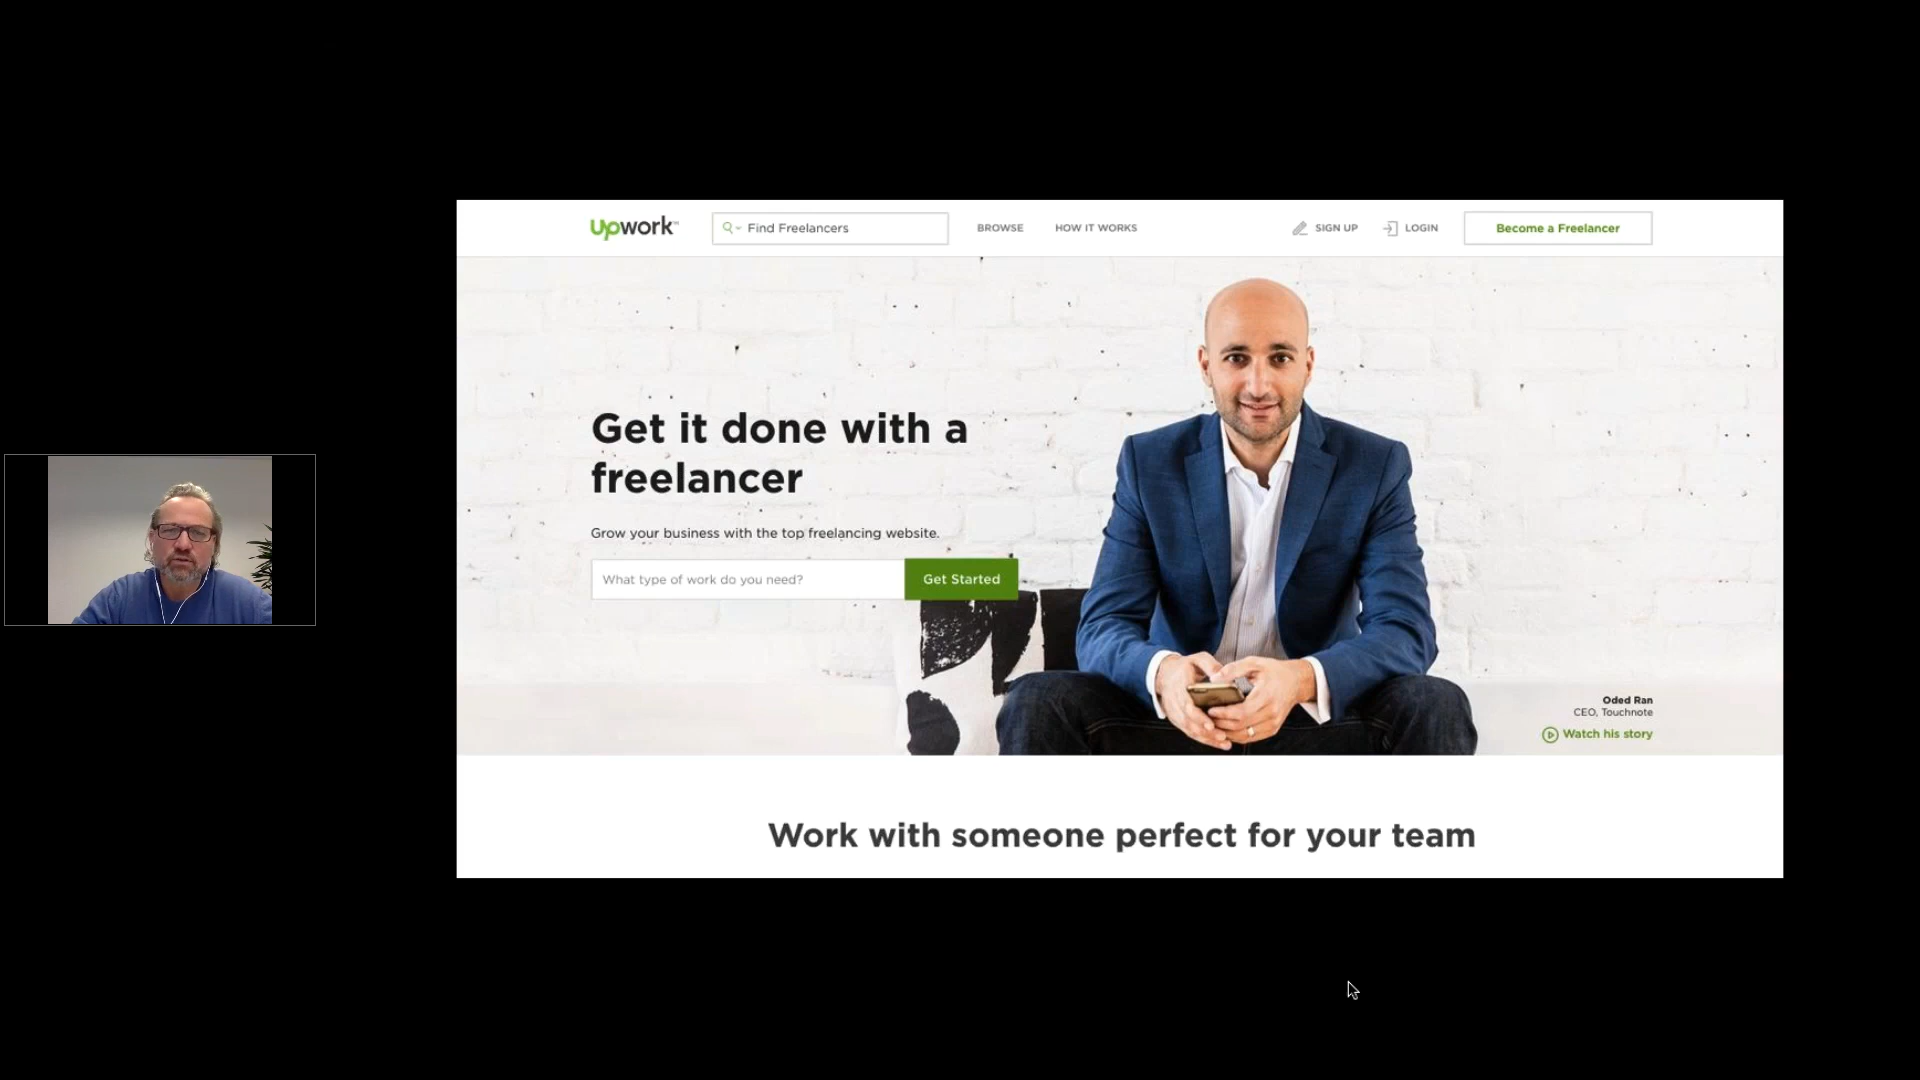 Upwork™
Find Freelancers
BROWSE
HOW IT WORKS
SIGN UP
LOGIN
Become a Freelancer
Get it done with a
freelancer
Grow your business with the top freelancing website.
What type of work do you need?
Get Started
Oded Ran
CEO, Touchnote
Watch his story
Work with someone perfect for your team